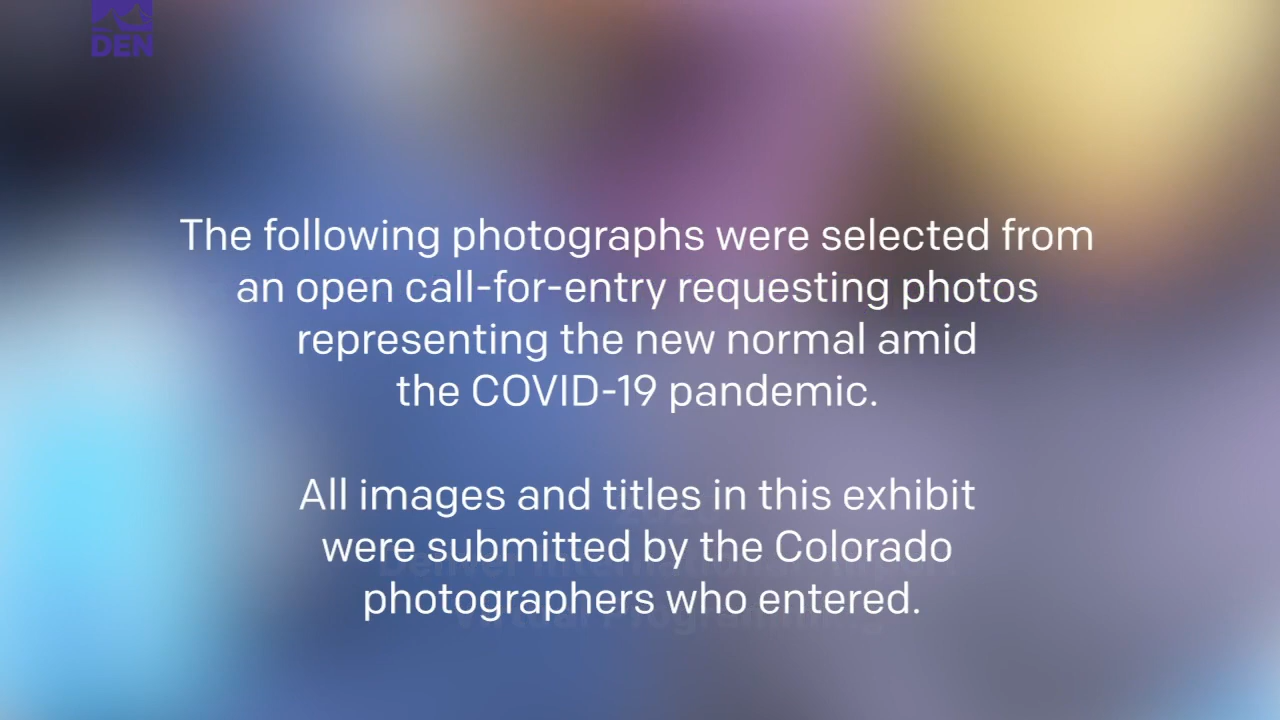 DEN
The following photographs were selected from
an open call-for-entry requesting photos
representing the new normal amid
the COVID-19 pandemic.
All images and titles in this exhibit
were submitted by the Colorado
photographers who entered.